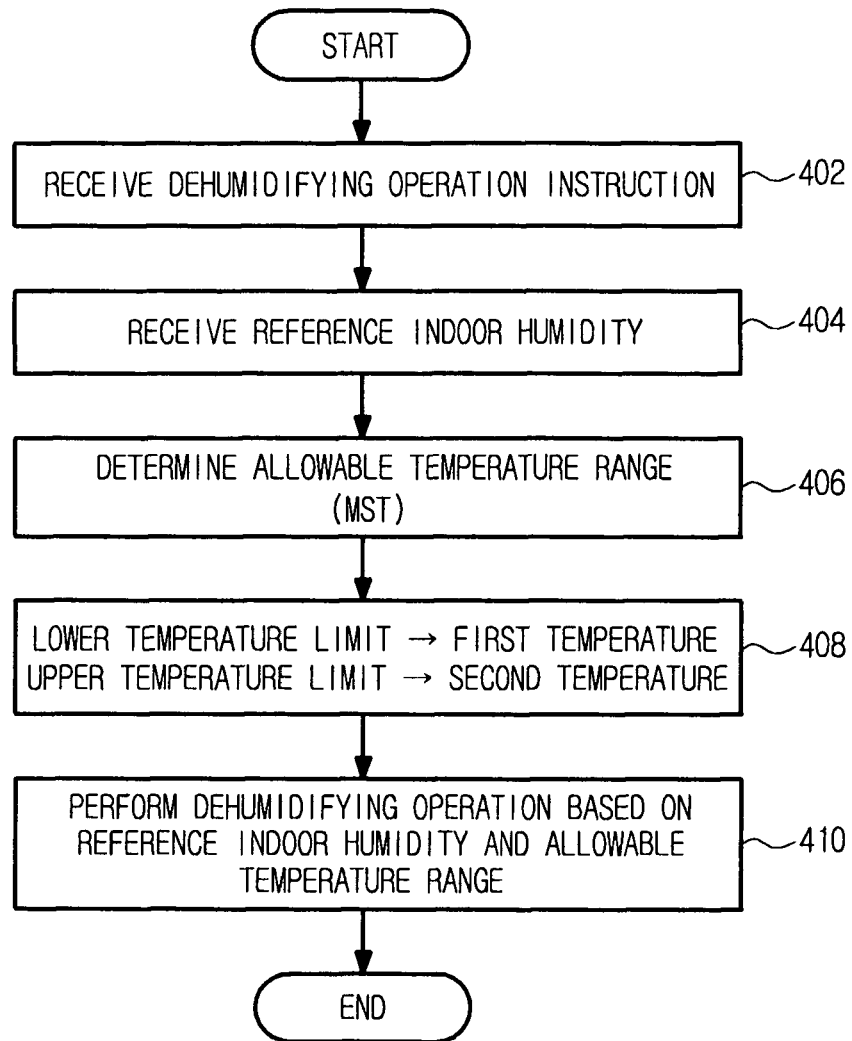 START
RECEIVE DEHUMIDIFYING OPERATION INSTRUCTION
402
RECEIVE REFERENCE INDOOR HUMIDITY
404
DETERMINE ALLOWABLE TEMPERATURE RANGE
(MST)
406
LOWER TEMPERATURE LIMIT → FIRST TEMPERATURE
UPPER TEMPERATURE LIMIT → SECOND TEMPERATURE
408
PERFORM DEHUMIDIFYING OPERATION BASED ON
REFERENCE INDOOR HUMIDITY AND ALLOWABLE
TEMPERATURE RANGE
410
END